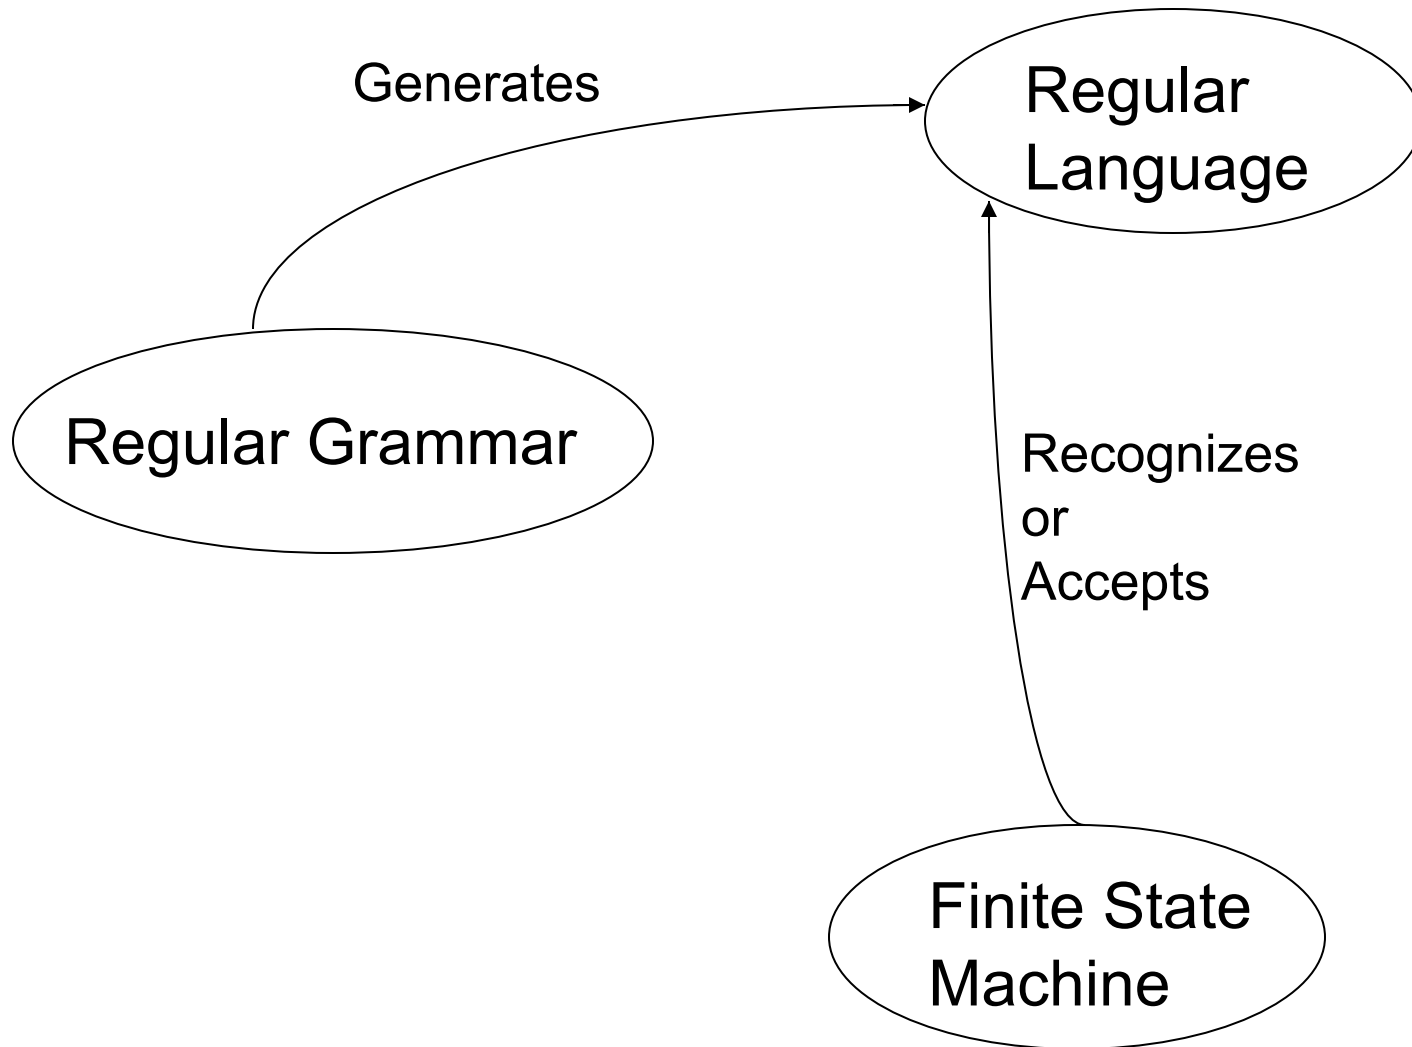 Generates
Regular
Language
Regular Grammar
Recognizes
or
Accepts
Finite State
Machine